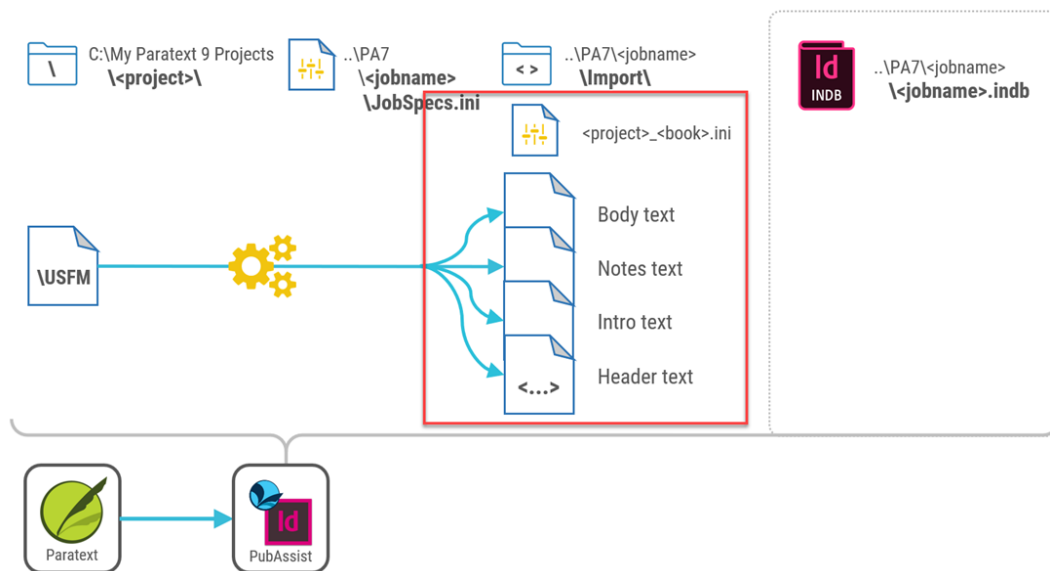 C:\My Paratext 9 Projects
\<project>\
\
..\PA7
\<jobname>
\JobSpecs.ini
< >
..\PA7\<jobname>
\Import\
Id
INDB
..\PA7\<jobname>
\<jobname>.indb
<project>_<book>.ini
\USFM
Body text
Notes text
Intro text
<...>
Header text
Paratext
Id
PubAssist